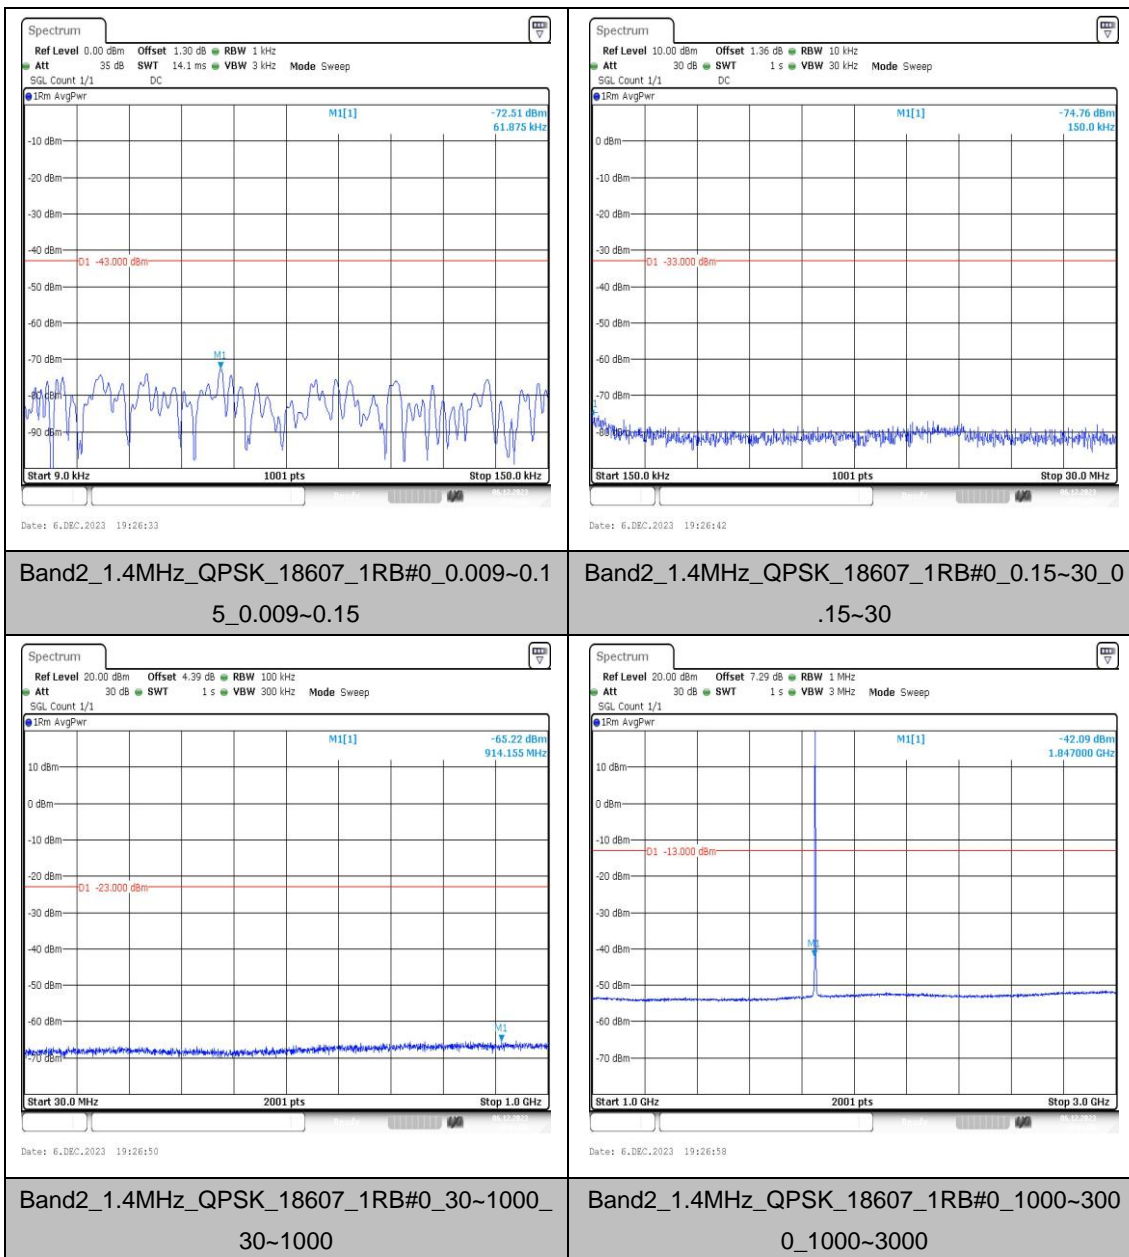 Spectrum
Ref Level 0.00 dBm Offset 1.30 dB RBW 1 kHz
Att 35 dB SWT 14.1 ms VBW 3 kHz Mode Sweep
SGL Count 1/1 DC
1Rm AvgPwr
M1[1] -72.51 dBm
61.875 kHz
-10 dBm
-20 dBm
-30 dBm
-40 dBm
D1 -43.000 dBm
-50 dBm
-60 dBm
-70 dBm
M1
-80 dBm
-90 dBm
Start 9.0 kHz 1001 pts Stop 150.0 kHz
Date: 6.DEC.2023 19:26:33
Spectrum
Ref Level 10.00 dBm Offset 1.36 dB RBW 10 kHz
Att 30 dB SWT 1 s VBW 30 kHz Mode Sweep
SGL Count 1/1 DC
1Rm AvgPwr
M1[1] -74.76 dBm
150.0 kHz
0 dBm
-10 dBm
-20 dBm
-30 dBm
D1 -33.000 dBm
-40 dBm
-50 dBm
-60 dBm
-70 dBm
-80 dBm
Start 150.0 kHz 1001 pts Stop 30.0 MHz
Date: 6.DEC.2023 19:26:42
Band2_1.4MHz_QPSK_18607_1RB#0_0.009~0.1
5_0.009~0.15
Band2_1.4MHz_QPSK_18607_1RB#0_0.15~30_0
.15~30
Spectrum
Ref Level 20.00 dBm Offset 4.39 dB RBW 100 kHz
Att 30 dB SWT 1 s VBW 300 kHz Mode Sweep
SGL Count 1/1
1Rm AvgPwr
M1[1] -65.22 dBm
914.155 MHz
10 dBm
0 dBm
-10 dBm
-20 dBm
D1 -23.000 dBm
-30 dBm
-40 dBm
-50 dBm
-60 dBm
M1
-70 dBm
Start 30.0 MHz 2001 pts Stop 1.0 GHz
Date: 6.DEC.2023 19:26:50
Spectrum
Ref Level 20.00 dBm Offset 7.29 dB RBW 1 MHz
Att 30 dB SWT 1 s VBW 3 MHz Mode Sweep
SGL Count 1/1
1Rm AvgPwr
M1[1] -42.09 dBm
1.847000 GHz
10 dBm
0 dBm
-10 dBm
D1 -13.000 dBm
-20 dBm
-30 dBm
-40 dBm
M1
-50 dBm
-60 dBm
-70 dBm
Start 1.0 GHz 2001 pts Stop 3.0 GHz
Date: 6.DEC.2023 19:26:58
Band2_1.4MHz_QPSK_18607_1RB#0_30~1000_
30~1000
Band2_1.4MHz_QPSK_18607_1RB#0_1000~300
0_1000~3000